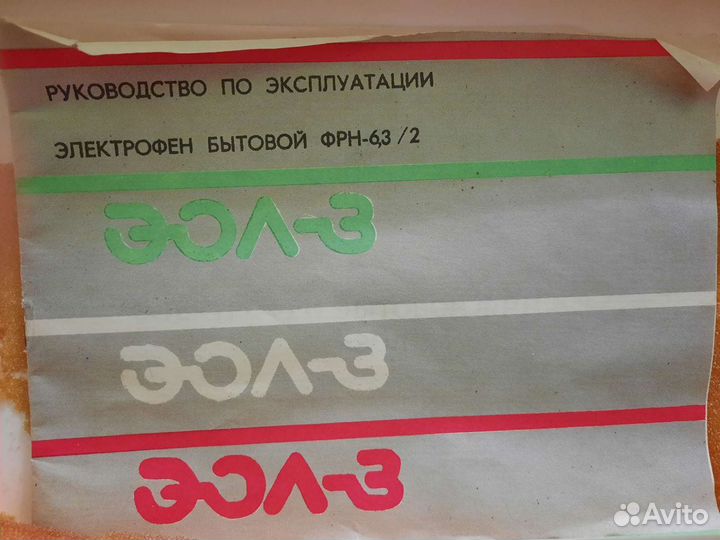 РУКОВОДСТВО ПО ЭКСПЛУАТАЦИИ
ЭЛЕКТРОФЕН БЫТОВОЙ ФРН-6,3/2
ЭОЛ-3
ЭОЛ-3
ЭОЛ-3
Avito